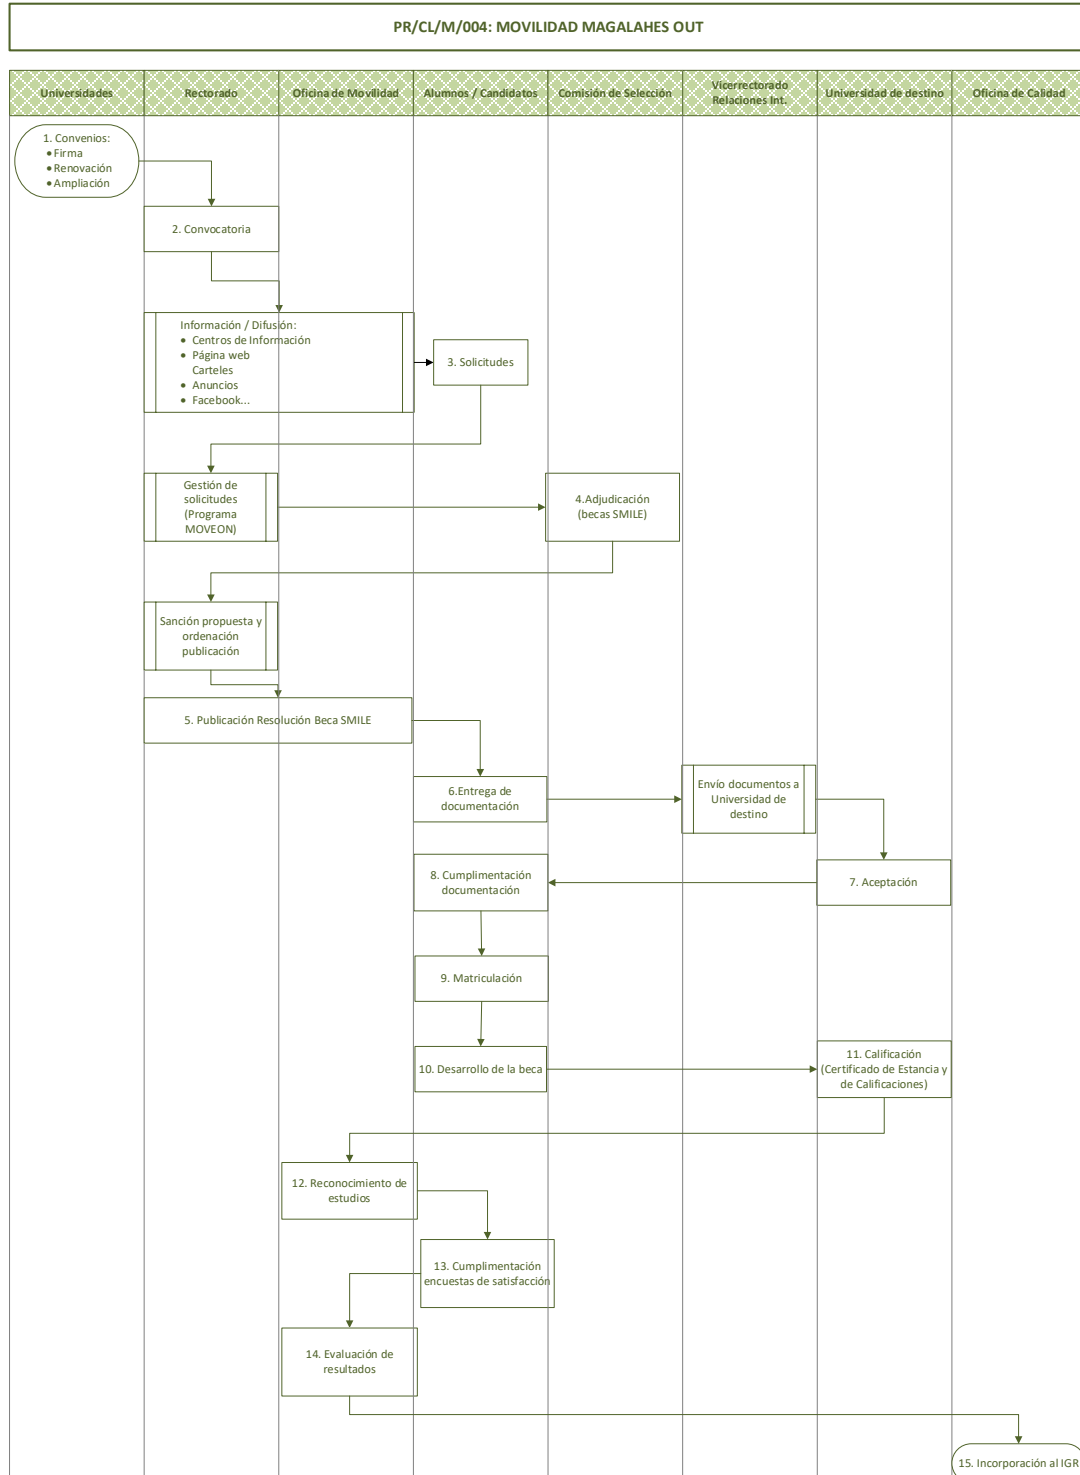 PR/CL/M/004: MOVILIDAD MAGALAHES OUT
Universidades
Rectorado
Oficina de Movilidad
Alumnos / Candidatos
Comisión de Selección
Vicerrectorado
Relaciones Int.
Universidad de destino
Oficina de Calidad
1. Convenios:
• Firma
• Renovación
• Ampliación
2. Convocatoria
Información / Difusión:
• Centros de Información
• Página web
Carteles
• Anuncios
• Facebook...
3. Solicitudes
Gestión de
solicitudes
(Programa
MOVEON)
4.Adjudicación
(becas SMILE)
Sanción propuesta y
ordenación
publicación
5. Publicación Resolución Beca SMILE
6.Entrega de
documentación
Envío documentos a
Universidad de
destino
8. Cumplimentación
documentación
7. Aceptación
9. Matriculación
10. Desarrollo de la beca
11. Calificación
(Certificado de Estancia y
de Calificaciones)
12. Reconocimiento de
estudios
13. Cumplimentación
encuestas de satisfacción
14. Evaluación de
resultados
15. Incorporación al IGR